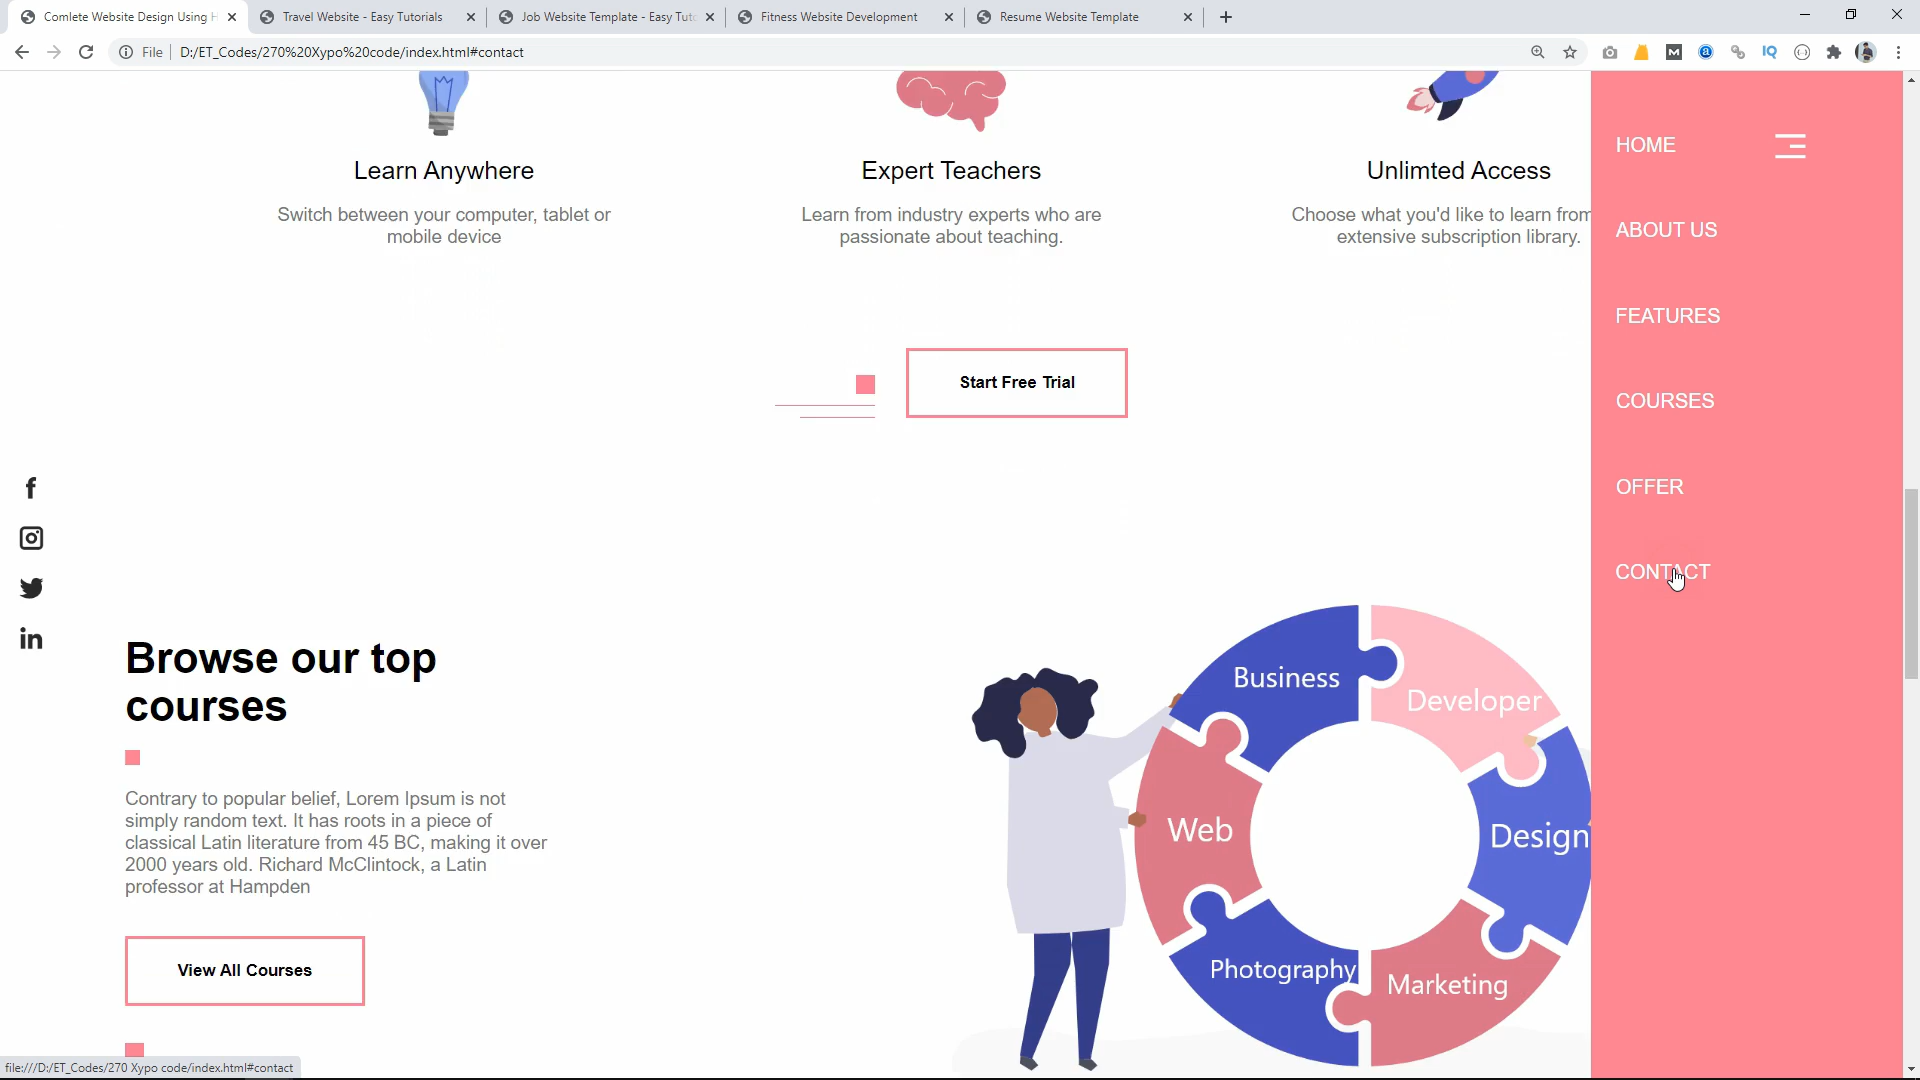 Comlete Website Design Using H
Travel Website - Easy Tutorials
Job Website Template - Easy Tuto
Fitness Website Development
Resume Website Template
File
D:/ET_Codes/270%20Xypo%20code/index.html#contact
Learn Anywhere
Switch between your computer, tablet or
mobile device
Expert Teachers
Learn from industry experts who are
passionate about teaching.
Unlimted Access
Choose what you'd like to learn from
extensive subscription library.
Start Free Trial
HOME
ABOUT US
FEATURES
COURSES
OFFER
CONTACT
Browse our top
courses
Contrary to popular belief, Lorem Ipsum is not
simply random text. It has roots in a piece of
classical Latin literature from 45 BC, making it over
2000 years old. Richard McClintock, a Latin
professor at Hampden
View All Courses
Business
Developer
Web
Design
Photography
Marketing
file:///D:/ET_Codes/270 Xypo code/index.html#contact